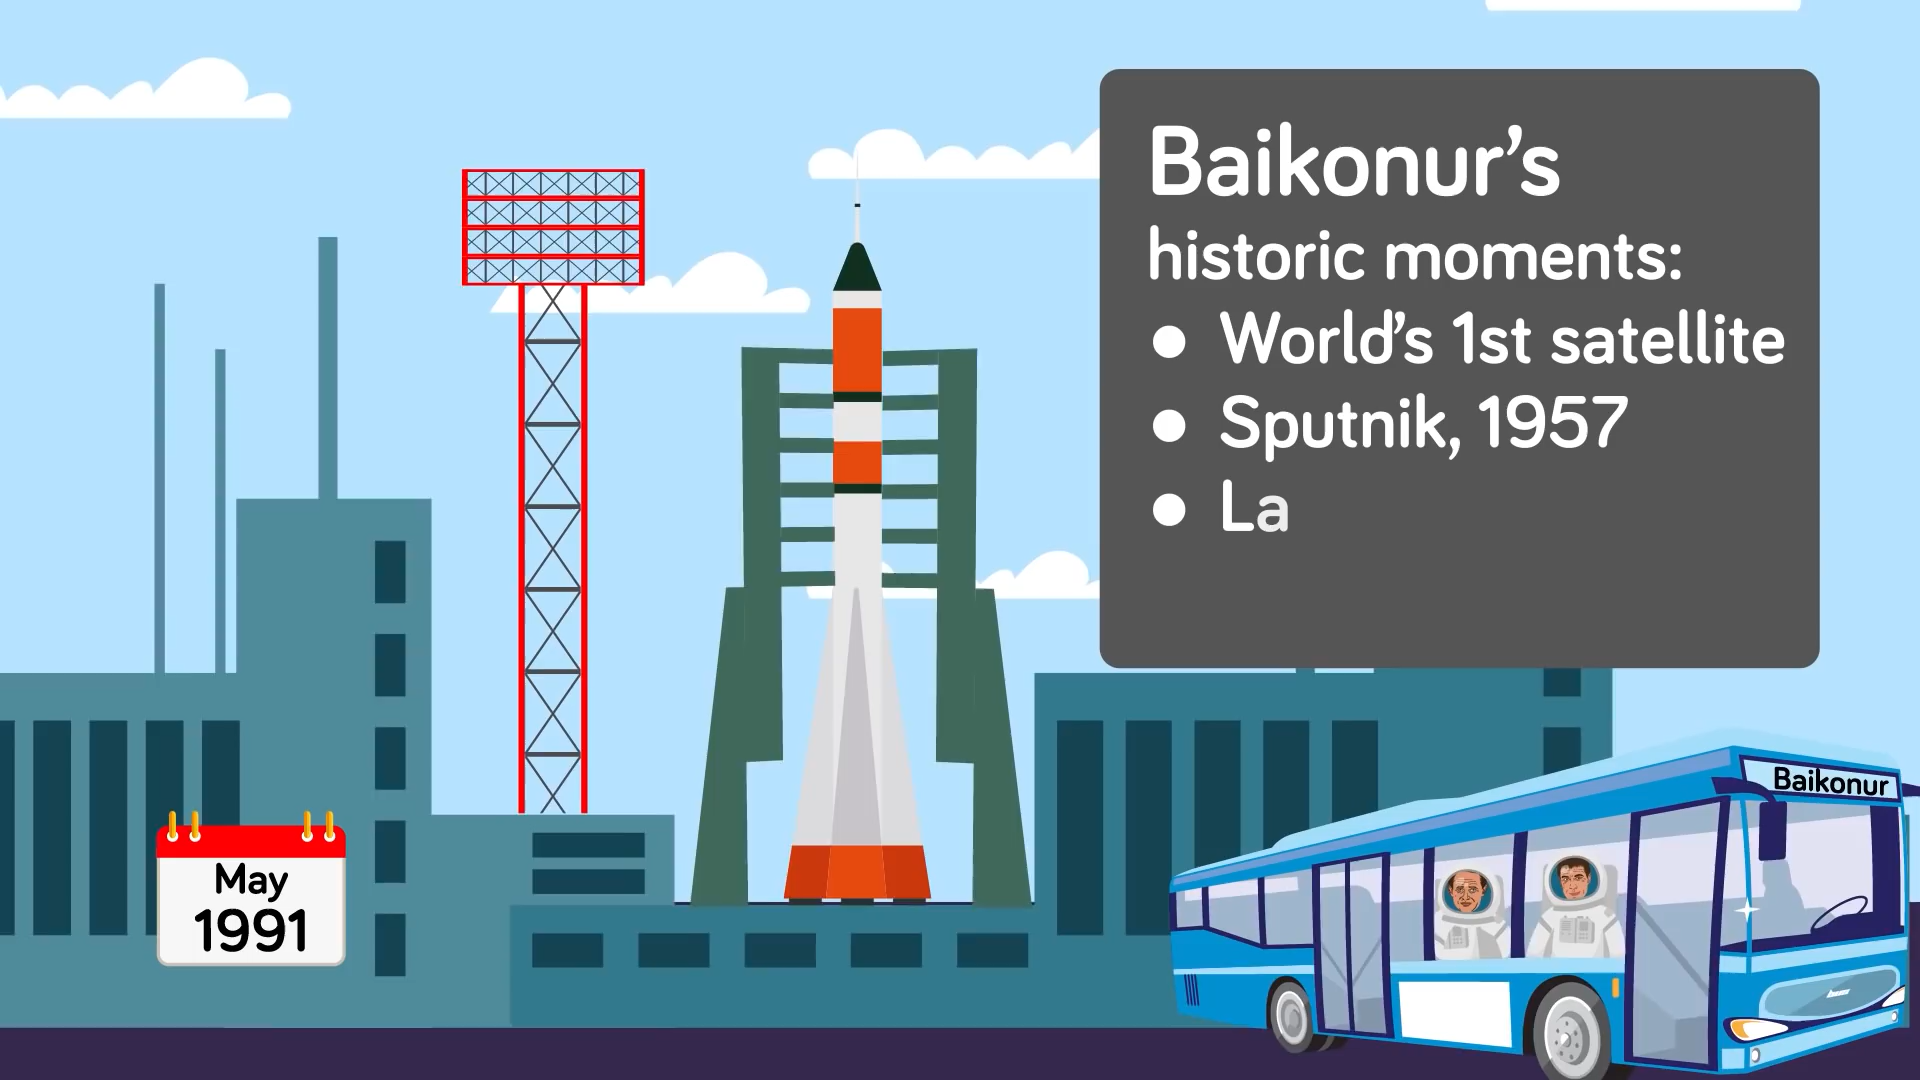 Baikonur’s
historic moments:
● World’s 1st satellite
● Sputnik, 1957
● La
Baikonur
May
1991